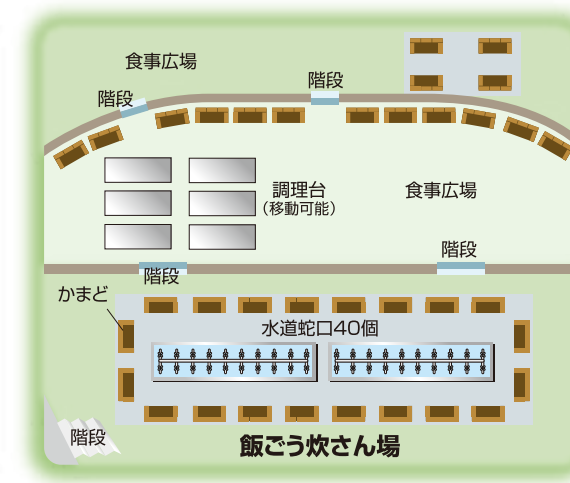 食事広場
階段
階段
調理台
(移動可能)
食事広場
階段
階段
かまど
水道蛇口40個
階段
飯ごう炊さん場